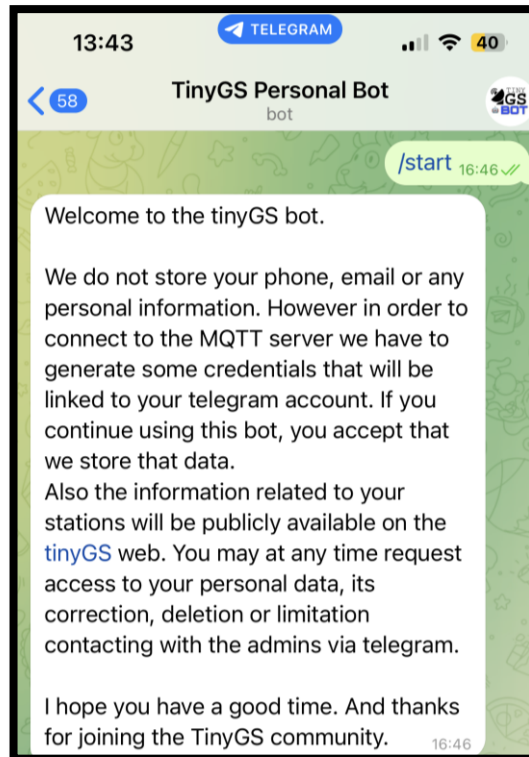 13:43
TELEGRAM
40
58
TinyGS Personal Bot
bot
TINY
GS
BOT
/start 16:46
Welcome to the tinyGS bot.
We do not store your phone, email or any
personal information. However in order to
connect to the MQTT server we have to
generate some credentials that will be
linked to your telegram account. If you
continue using this bot, you accept that
we store that data.
Also the information related to your
stations will be publicly available on the
tinyGS web. You may at any time request
access to your personal data, its
correction, deletion or limitation
contacting with the admins via telegram.
I hope you have a good time. And thanks
for joining the TinyGS community. 16:46